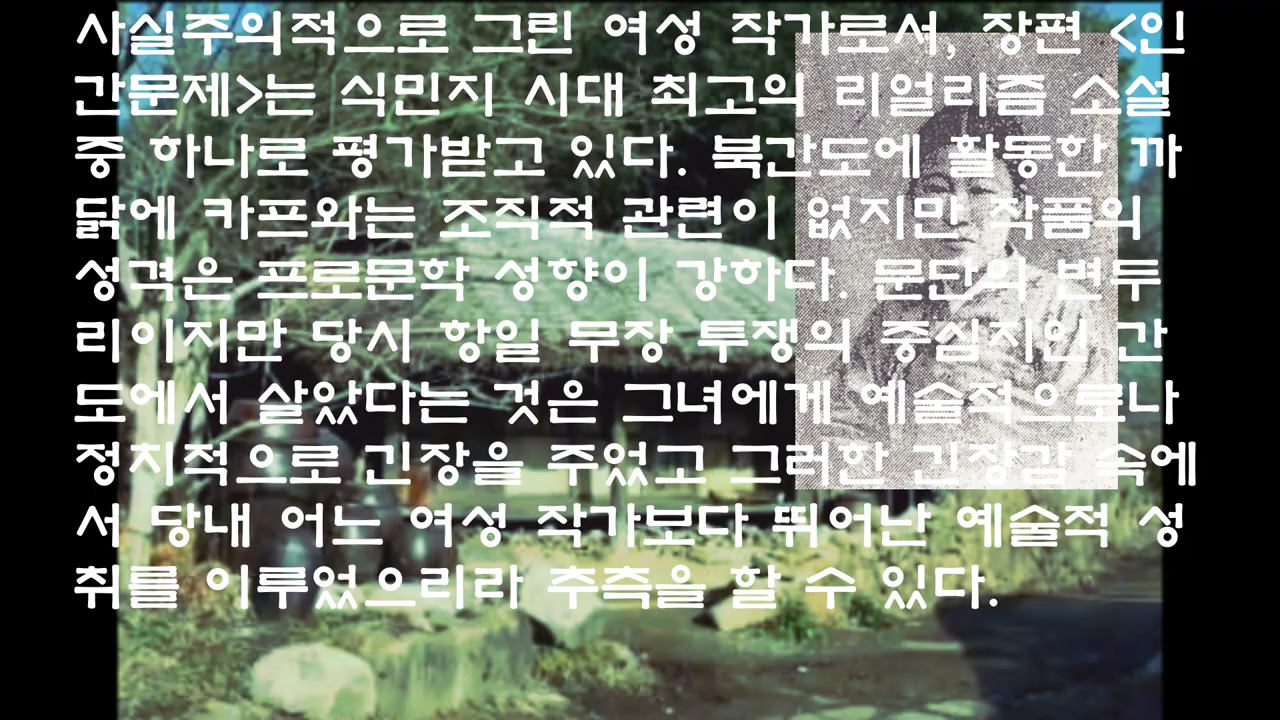 사실주의적으로 그린 여성 작가로서, 장편 <인
간문제>는 식민지 시대 최고의 리얼리즘 소설
중 하나로 평가받고 있다. 북간도에 활동한 까
닭에 카프와는 조직적 관련이 없지만 작품의
성격은 프로문학 성향이 강하다. 문단의 변두
리이지만 당시 항일 무장 투쟁의 중심지인 간
도에서 살았다는 것은 그녀에게 예술적으로나
정치적으로 긴장을 주었고 그러한 긴장감 속에
서 당내 어느 여성 작가보다 뛰어난 예술적 성
취를 이루었으리라 추측을 할 수 있다.